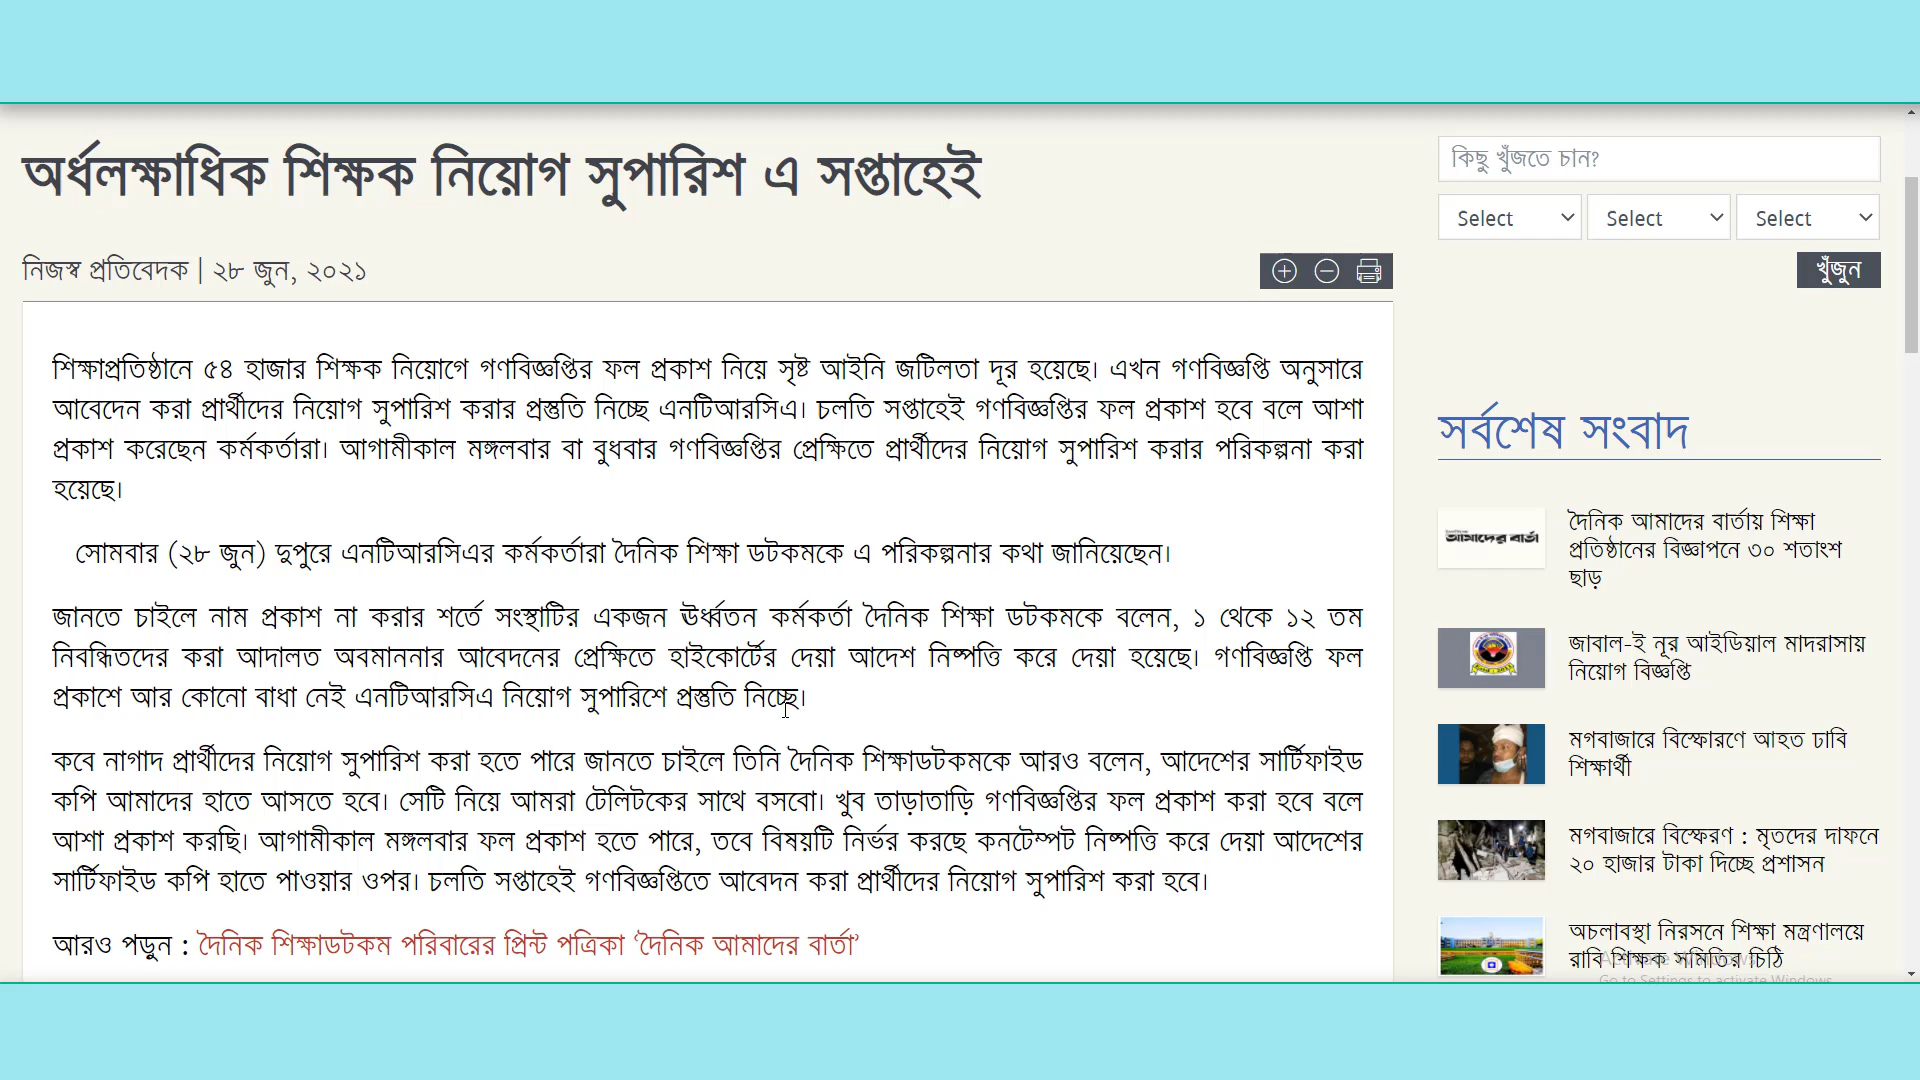 অর্ধলক্ষাধিক শিক্ষক নিয়োগ সুপারিশ এ সপ্তাহেই
নিজস্ব প্রতিবেদক | ২৮ জুন, ২০২১
শিক্ষাপ্রতিষ্ঠানে ৫৪ হাজার শিক্ষক নিয়োগে গণবিজ্ঞপ্তির ফল প্রকাশ নিয়ে সৃষ্ট আইনি জটিলতা দূর হয়েছে। এখন গণবিজ্ঞপ্তি অনুসারে
আবেদেন করা প্রার্থীদের নিয়োগ সুপারিশ করার প্রস্তুতি নিচ্ছে এনটিআরসিএ। চলতি সপ্তাহেই গণবিজ্ঞপ্তির ফল প্রকাশ হবে বলে আশা
প্রকাশ করেছেন কর্মকর্তারা। আগামীকাল মঙ্গলবার বা বুধবার গণবিজ্ঞপ্তির প্রেক্ষিতে প্রার্থীদের নিয়োগ সুপারিশ করার পরিকল্পনা করা
হয়েছে।
সোমবার (২৮ জুন) দুপুরে এনটিআরসিএর কর্মকর্তারা দৈনিক শিক্ষা ডটকমকে এ পরিকল্পনার কথা জানিয়েছেন।
জানতে চাইলে নাম প্রকাশ না করার শর্তে সংস্থাটির একজন ঊর্ধ্বতন কর্মকর্তা দৈনিক শিক্ষা ডটকমকে বলেন, ১ থেকে ১২ তম
নিবন্ধিতদের করা আদালত অবমাননার আবেদনের প্রেক্ষিতে হাইকোর্টের দেয়া আদেশ নিষ্পত্তি করে দেয়া হয়েছে। গণবিজ্ঞপ্তি ফল
প্রকাশে আর কোনো বাধা নেই এনটিআরসিএ নিয়োগ সুপারিশে প্রস্তুতি নিচ্ছে।
কবে নাগাদ প্রার্থীদের নিয়োগ সুপারিশ করা হতে পারে জানতে চাইলে তিনি দৈনিক শিক্ষাডটকমকে আরও বলেন, আদেশের সার্টিফাইড
কপি আমাদের হাতে আসতে হবে। সেটি নিয়ে আমরা টেলিটকের সাথে বসবো। খুব তাড়াতাড়ি গণবিজ্ঞপ্তির ফল প্রকাশ করা হবে বলে
আশা প্রকাশ করছি। আগামীকাল মঙ্গলবার ফল প্রকাশ হতে পারে, তবে বিষয়টি নির্ভর করছে কনটেম্পট নিষ্পত্তি করে দেয়া আদেশের
সার্টিফাইড কপি হাতে পাওয়ার ওপর। চলতি সপ্তাহেই গণবিজ্ঞপ্তিতে আবেদন করা প্রার্থীদের নিয়োগ সুপারিশ করা হবে।
আরও পড়ুন : দৈনিক শিক্ষাডটকম পরিবারের প্রিন্ট পত্রিকা ‘দৈনিক আমাদের বার্তা’
কিছু খুঁজতে চান?
Select Select Select
খুঁজুন
সর্বশেষ সংবাদ
আমাদের বার্তা
দৈনিক আমাদের বার্তায় শিক্ষা
প্রতিষ্ঠানের বিজ্ঞাপনে ৩০ শতাংশ
ছাড়
জাবাল-ই নূর আইডিয়াল মাদরাসায়
নিয়োগ বিজ্ঞপ্তি
মগবাজারে বিস্ফোরণে আহত ঢাবি
শিক্ষার্থী
মগবাজারে বিস্ফেরণ : মৃতদের দাফনে
২০ হাজার টাকা দিচ্ছে প্রশাসন
অচলাবস্থা নিরসনে শিক্ষা মন্ত্রণালয়ে
রাবি শিক্ষক সমিতির চিঠি
Activate Windows
Go to Settings to activate Windows.